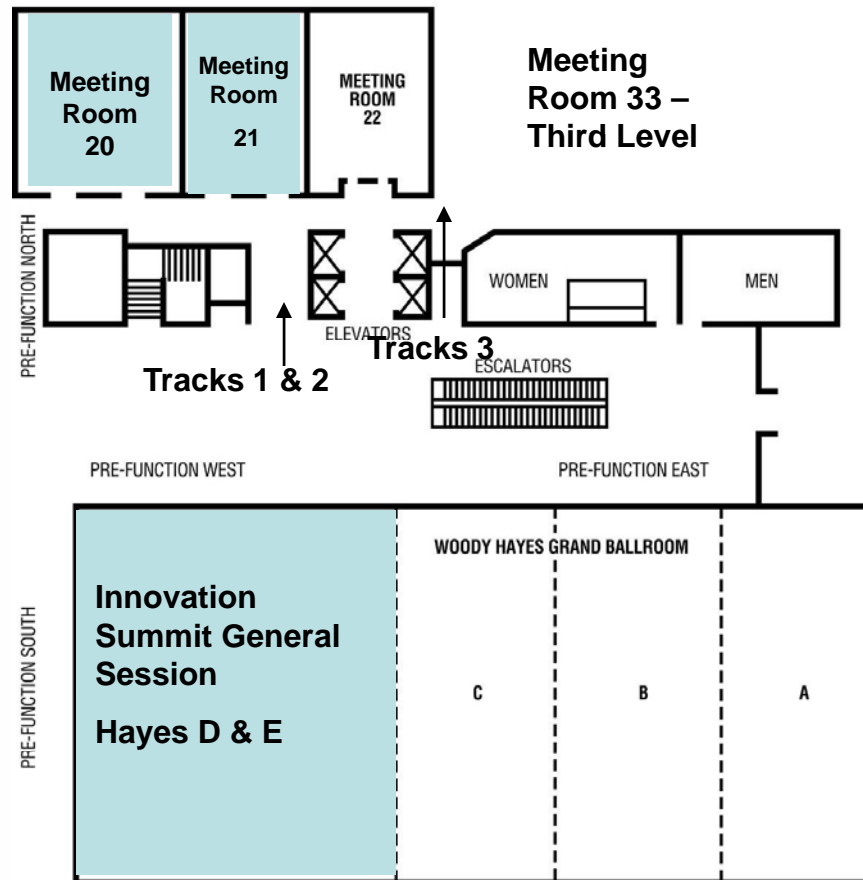 Meeting
Room
20
Meeting
Room
21
MEETING
ROOM
22
Meeting
Room 33 –
Third Level
PRE-FUNCTION NORTH
WOMEN
MEN
ELEVATORS
Tracks 3
Tracks 1 & 2
ESCALATORS
PRE-FUNCTION WEST
PRE-FUNCTION EAST
WOODY HAYES GRAND BALLROOM
PRE-FUNCTION SOUTH
Innovation
Summit General
Session
Hayes D & E
C
B
A